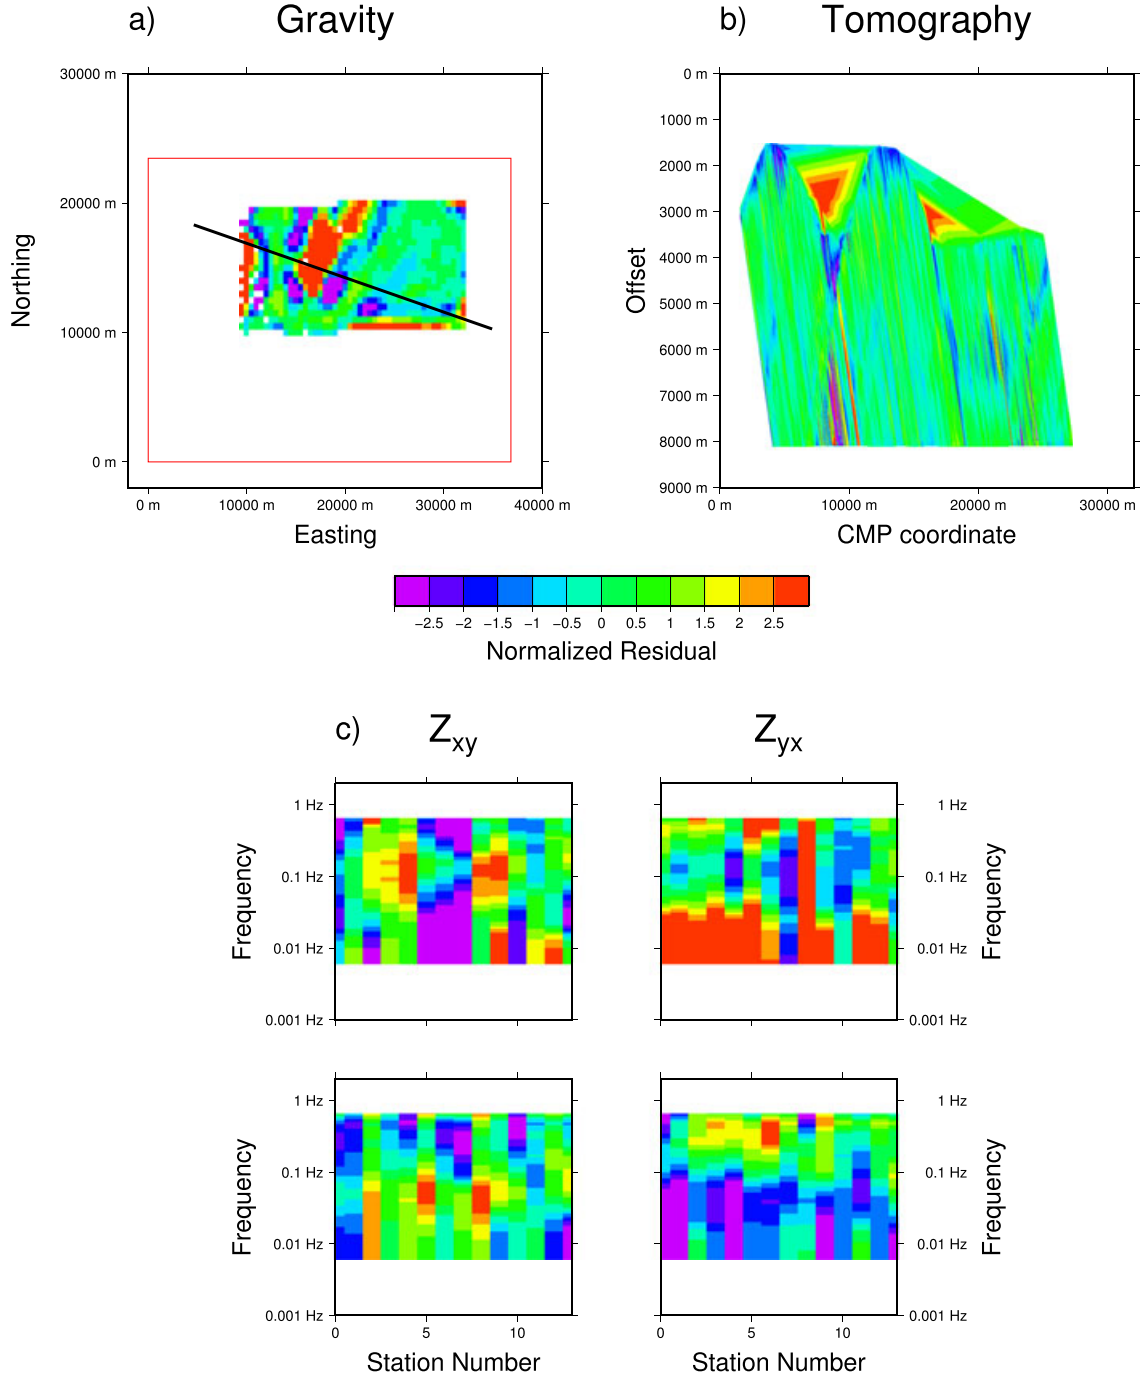 a) Gravity
30000 m
20000 m
10000 m
0 m
Northing
0 m 10000 m 20000 m 30000 m 40000 m
Easting
b) Tomography
0 m
1000 m
2000 m
3000 m
4000 m
5000 m
6000 m
7000 m
8000 m
9000 m
Offset
0 m 10000 m 20000 m 30000 m
CMP coordinate
−2.5 −2 −1.5 −1 −0.5 0 0.5 1 1.5 2 2.5
Normalized Residual
c) Zxy Zyx
1 Hz 1 Hz
0.1 Hz 0.1 Hz
0.01 Hz 0.01 Hz
0.001 Hz 0.001 Hz
Frequency Frequency
1 Hz 1 Hz
0.1 Hz 0.1 Hz
0.01 Hz 0.01 Hz
0.001 Hz 0.001 Hz
Frequency Frequency
0 5 10 0 5 10
Station Number Station Number